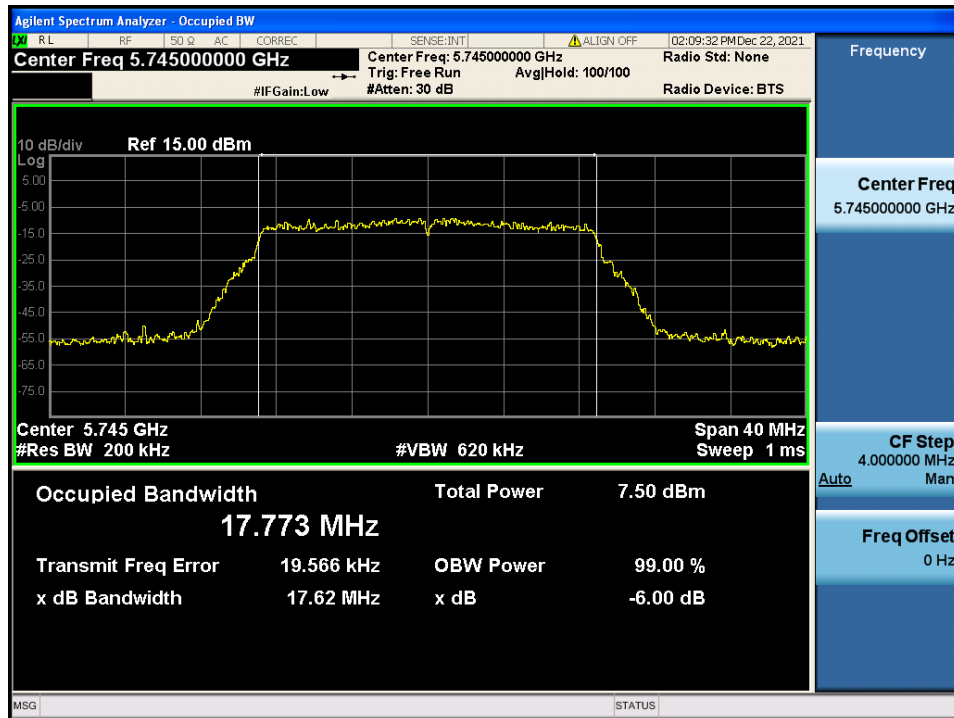 Agilent Spectrum Analyzer - Occupied BW
LXI RL RF 50 Ω AC CORREC SENSE:INT ALIGN OFF 02:09:32 PM Dec 22, 2021
Center Freq 5.745000000 GHz
Center Freq: 5.745000000 GHz Radio Std: None
Trig: Free Run Avg|Hold: 100/100
#IFGain:Low #Atten: 30 dB Radio Device: BTS
10 dB/div Ref 15.00 dBm
Log
5.00
-5.00
-15.0
-25.0
-35.0
-45.0
-55.0
-65.0
-75.0
Center 5.745 GHz Span 40 MHz
#Res BW 200 kHz #VBW 620 kHz Sweep 1 ms
Occupied Bandwidth Total Power 7.50 dBm
17.773 MHz
Transmit Freq Error 19.566 kHz OBW Power 99.00 %
x dB Bandwidth 17.62 MHz x dB -6.00 dB
Frequency
Center Freq
5.745000000 GHz
CF Step
4.000000 MHz
Auto Man
Freq Offset
0 Hz
MSG STATUS